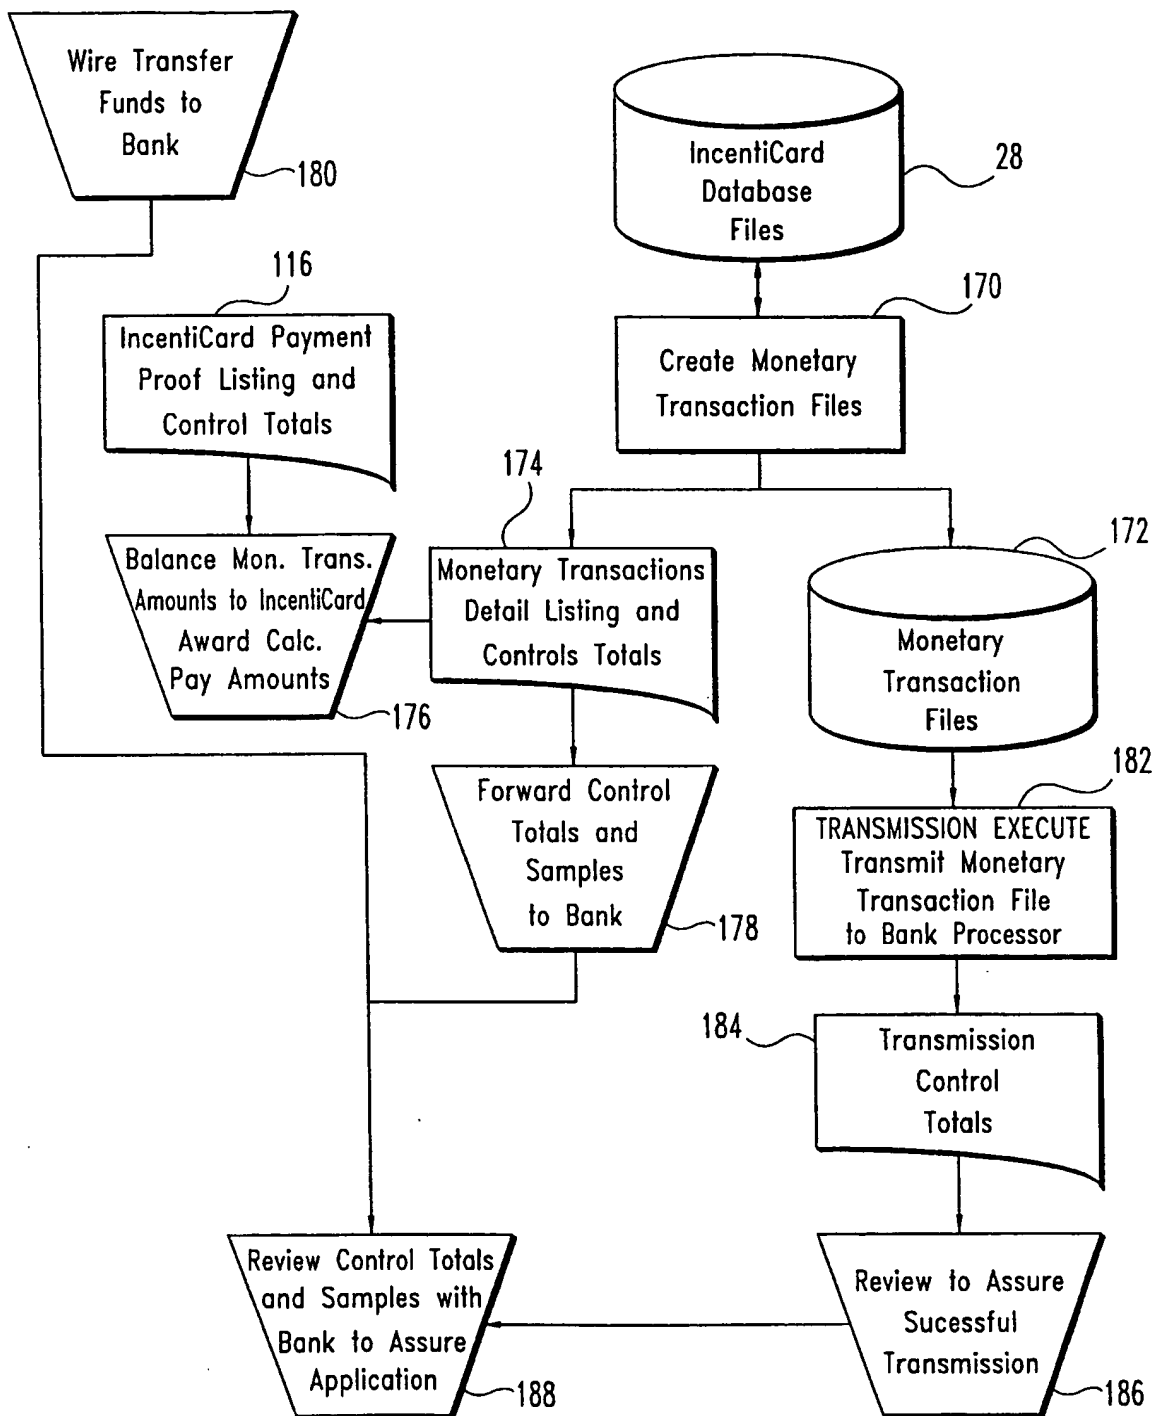 Wire Transfer
Funds to
Bank
180
IncentiCard
Database
Files
28
116
IncentiCard Payment
Proof Listing and
Control Totals
170
Create Monetary
Transaction Files
174
Monetary Transactions
Detail Listing and
Controls Totals
172
Monetary
Transaction
Files
Balance Mon. Trans.
Amounts to IncentiCard
Award Calc.
Pay Amounts
176
Forward Control
Totals and
Samples
to Bank
178
182
TRANSMISSION EXECUTE
Transmit Monetary
Transaction File
to Bank Processor
184
Transmission
Control
Totals
Review Control Totals
and Samples with
Bank to Assure
Application
188
Review to Assure
Sucessful
Transmission
186